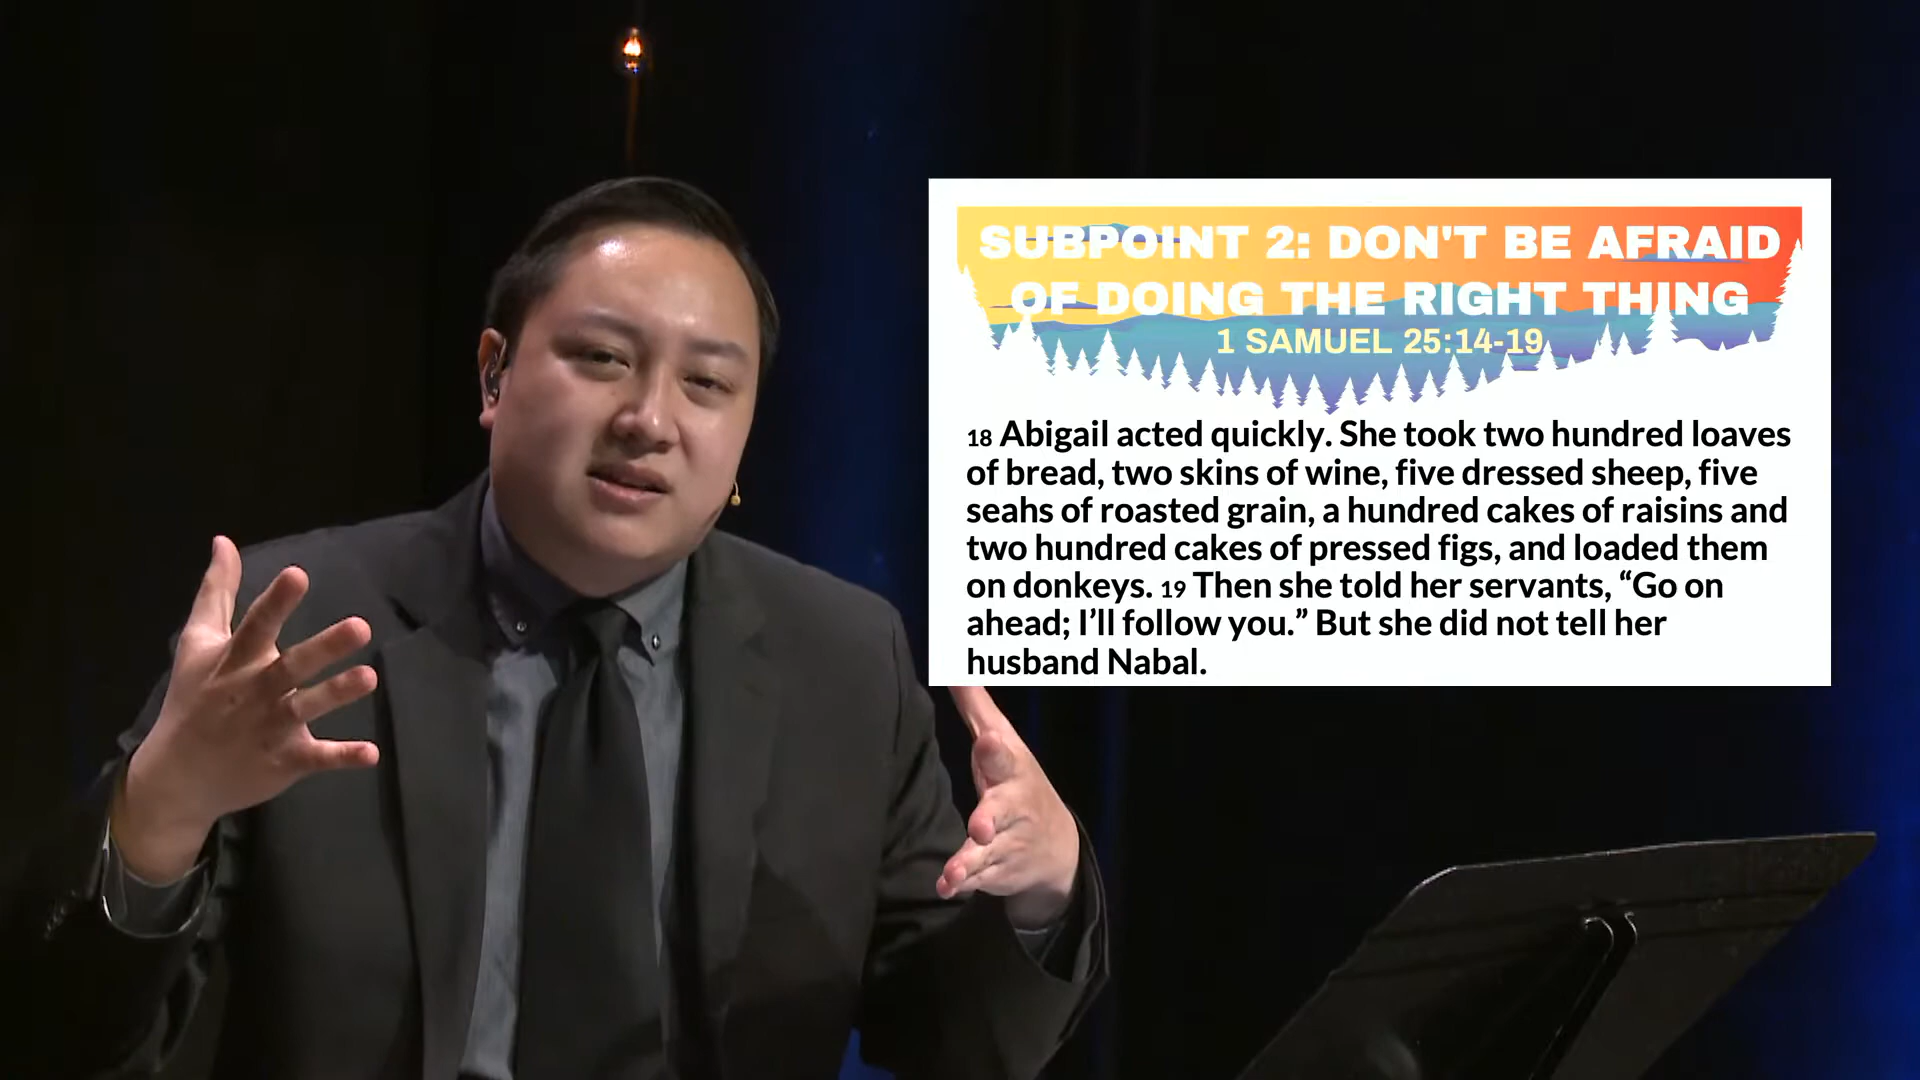 SUBPOINT 2: DON'T BE AFRAID
OF DOING THE RIGHT THING
1 SAMUEL 25:14-19
18 Abigail acted quickly. She took two hundred loaves
of bread, two skins of wine, five dressed sheep, five
seahs of roasted grain, a hundred cakes of raisins and
two hundred cakes of pressed figs, and loaded them
on donkeys. 19 Then she told her servants, “Go on
ahead; I’ll follow you.” But she did not tell her
husband Nabal.